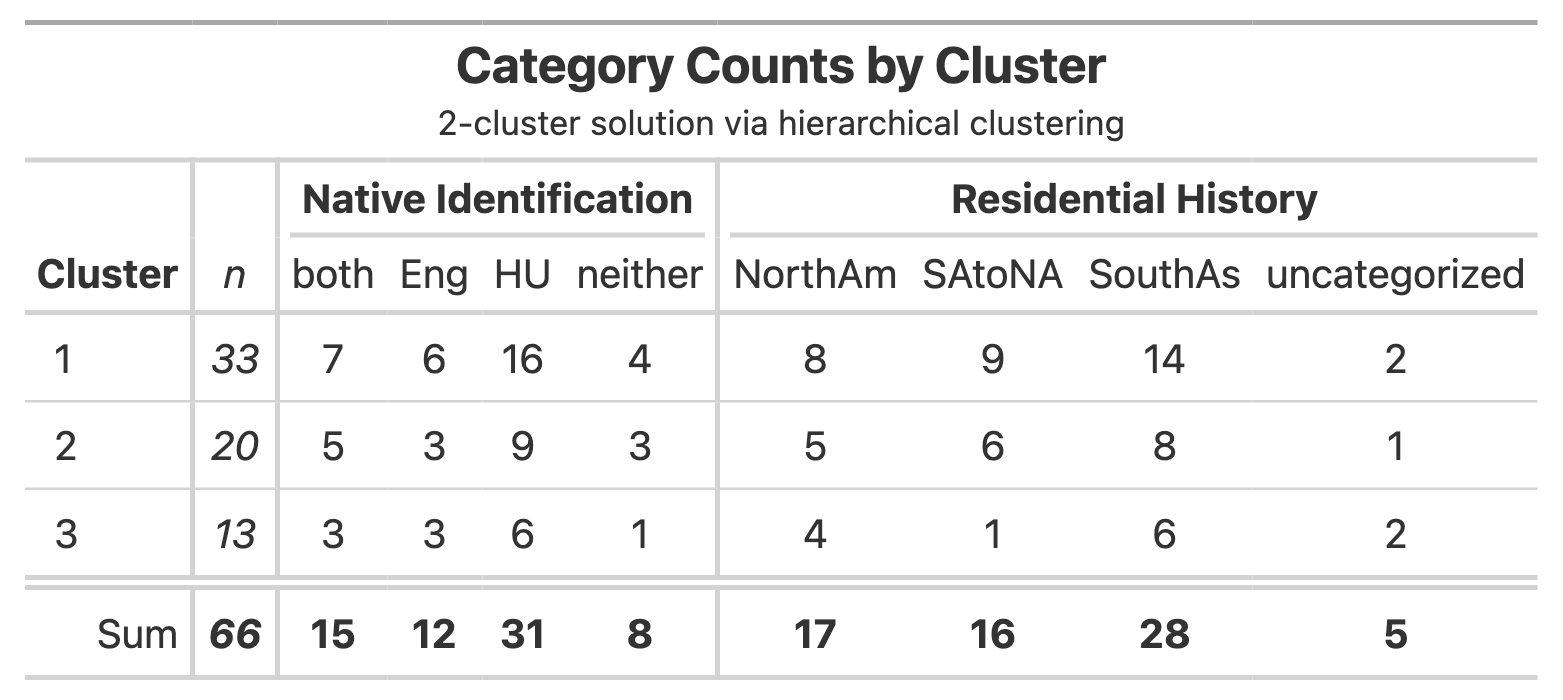 Category Counts by Cluster
2-cluster solution via hierarchical clustering
Native Identification Residential History
Cluster n both Eng HU neither NorthAm SAtoNA SouthAs uncategorized
1 33 7 6 16 4 8 9 14 2
2 20 5 3 9 3 5 6 8 1
3 13 3 3 6 1 4 1 6 2
Sum 66 15 12 31 8 17 16 28 5